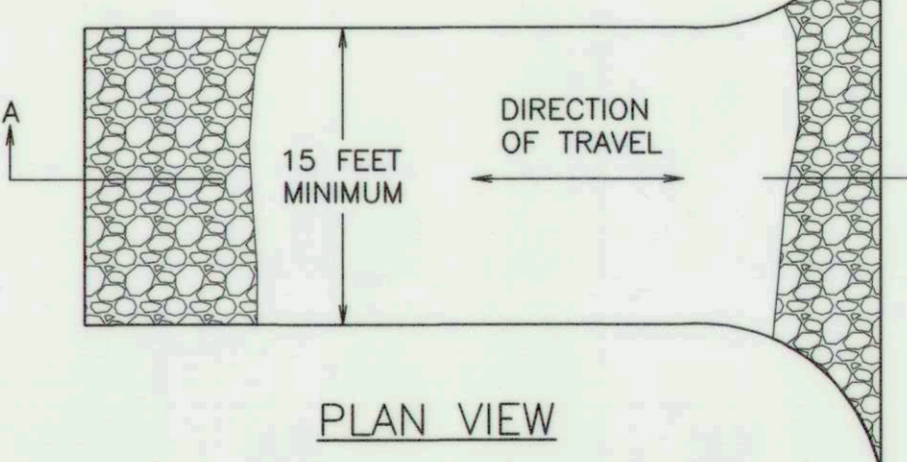 A
15 FEET
MINIMUM
DIRECTION
OF TRAVEL
PLAN VIEW